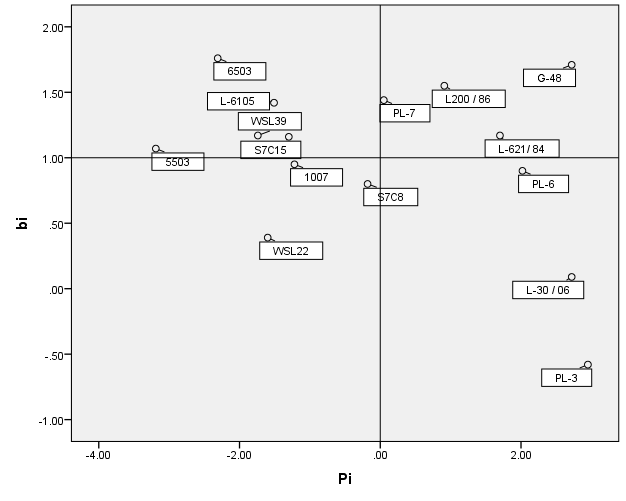 2.00
1.50
1.00
.50
.00
-.50
-1.00
bi
6503
G-48
L-6105
L200 / 86
PL-7
WSL39
S7C15
L-621/ 84
5503
1007
PL-6
S7C8
WSL22
L-30 / 06
PL-3
-4.00
-2.00
.00
2.00
Pi